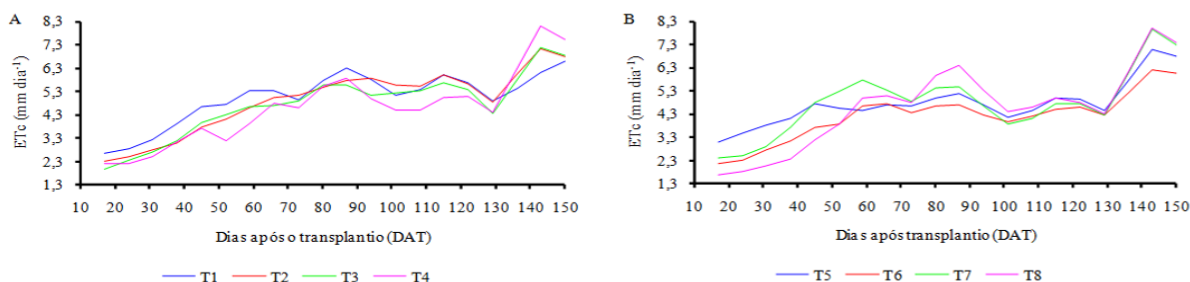 A
ETc (mm dia-1)
8,3
7,3
6,3
5,3
4,3
3,3
2,3
1,3
10 20 30 40 50 60 70 80 90 100 110 120 130 140 150
Dias após o transplantio (DAT)
T1 T2 T3 T4
B
ETc (mm dia-1)
8,3
7,3
6,3
5,3
4,3
3,3
2,3
1,3
10 20 30 40 50 60 70 80 90 100 110 120 130 140 150
Dias após transplantio (DAT)
T5 T6 T7 T8